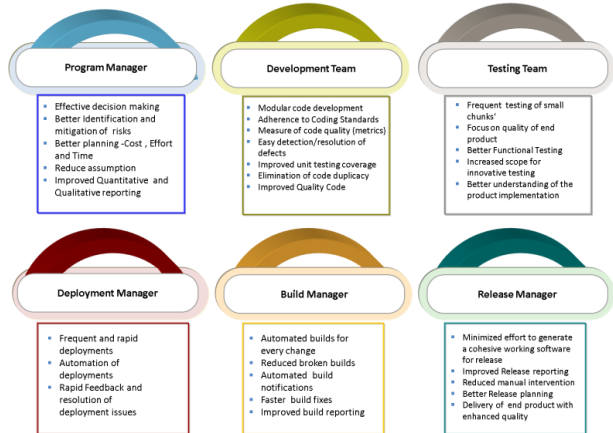 Program Manager
Effective decision making
Better Identification and
mitigation of risks
Better planning -Cost , Effort
and Time
Reduce assumption
Improved Quantitative and
Qualitative reporting
Development Team
Modular code development
Adherence to Coding Standards
Measure of code quality (metrics)
Easy detection/resolution of
defects
Improved unit testing coverage
Elimination of code duplicacy
Improved Quality Code
Testing Team
Frequent testing of small
chunks'
Focus on quality of end
product
Better Functional Testing
Increased scope for
innovative testing
Better understanding of the
product implementation
Deployment Manager
Frequent and rapid
deployments
Automation of
deployments
Rapid Feedback and
resolution of
deployment issues
Build Manager
Automated builds for
every change
Reduced broken builds
Automated build
notifications
Faster build fixes
Improved build reporting
Release Manager
Minimized effort to generate
a cohesive working software
for release
Improved Release reporting
Reduced manual intervention
Better Release planning
Delivery of end product with
enhanced quality